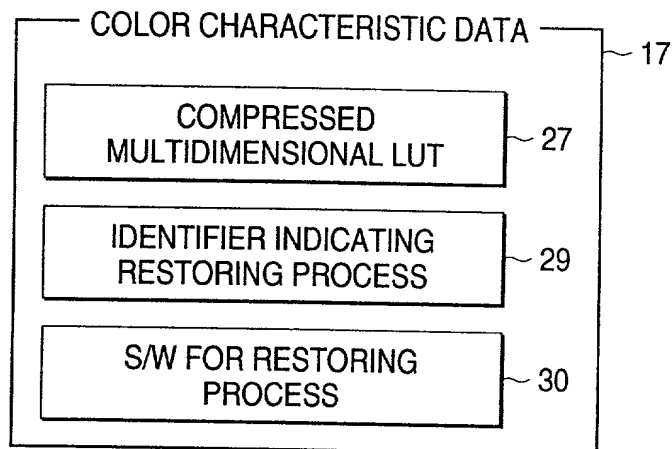 COLOR CHARACTERISTIC DATA
17
COMPRESSED
MULTIDIMENSIONAL LUT
27
IDENTIFIER INDICATING
RESTORING PROCESS
29
S/W FOR RESTORING
PROCESS
30